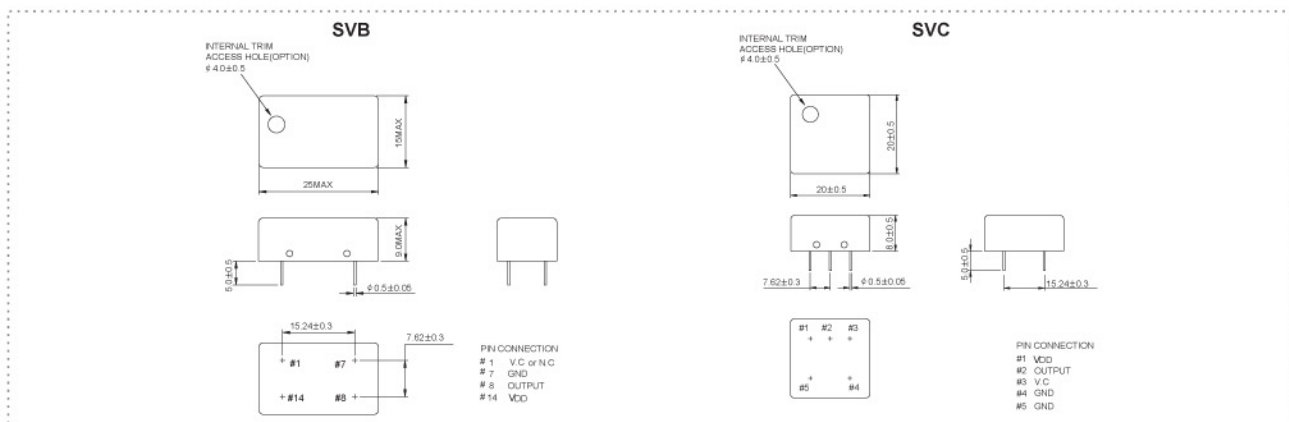 SVB
INTERNAL TRIM
ACCESS HOLE(OPTION)
¢ 4.0±0.5
15MAX
25MAX
9.0MAX
5.0±0.5
¢ 0.5±0.05
15.24±0.3
7.62±0.3
#1
#7
#14
#8
PIN CONNECTION
# 1 V.C or N.C
# 7 GND
# 8 OUTPUT
# 14 VDD
SVC
INTERNAL TRIM
ACCESS HOLE(OPTION)
¢ 4.0±0.5
20±0.5
20±0.5
8.0±0.5
7.62±0.3
¢ 0.5±0.05
5.0±0.5
15.24±0.3
#1 #2 #3
#5 #4
PIN CONNECTION
#1 VDD
#2 OUTPUT
#3 V.C
#4 GND
#5 GND